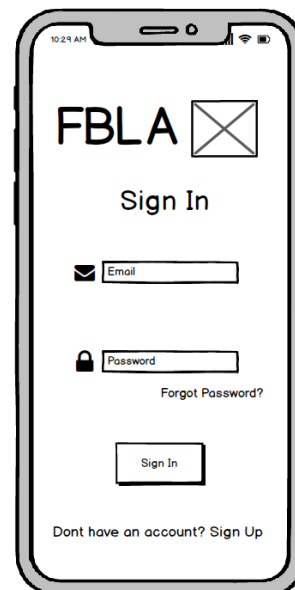 10:29 AM
FBLA
Sign In
Email
Password
Forgot Password?
Sign In
Dont have an account? Sign Up